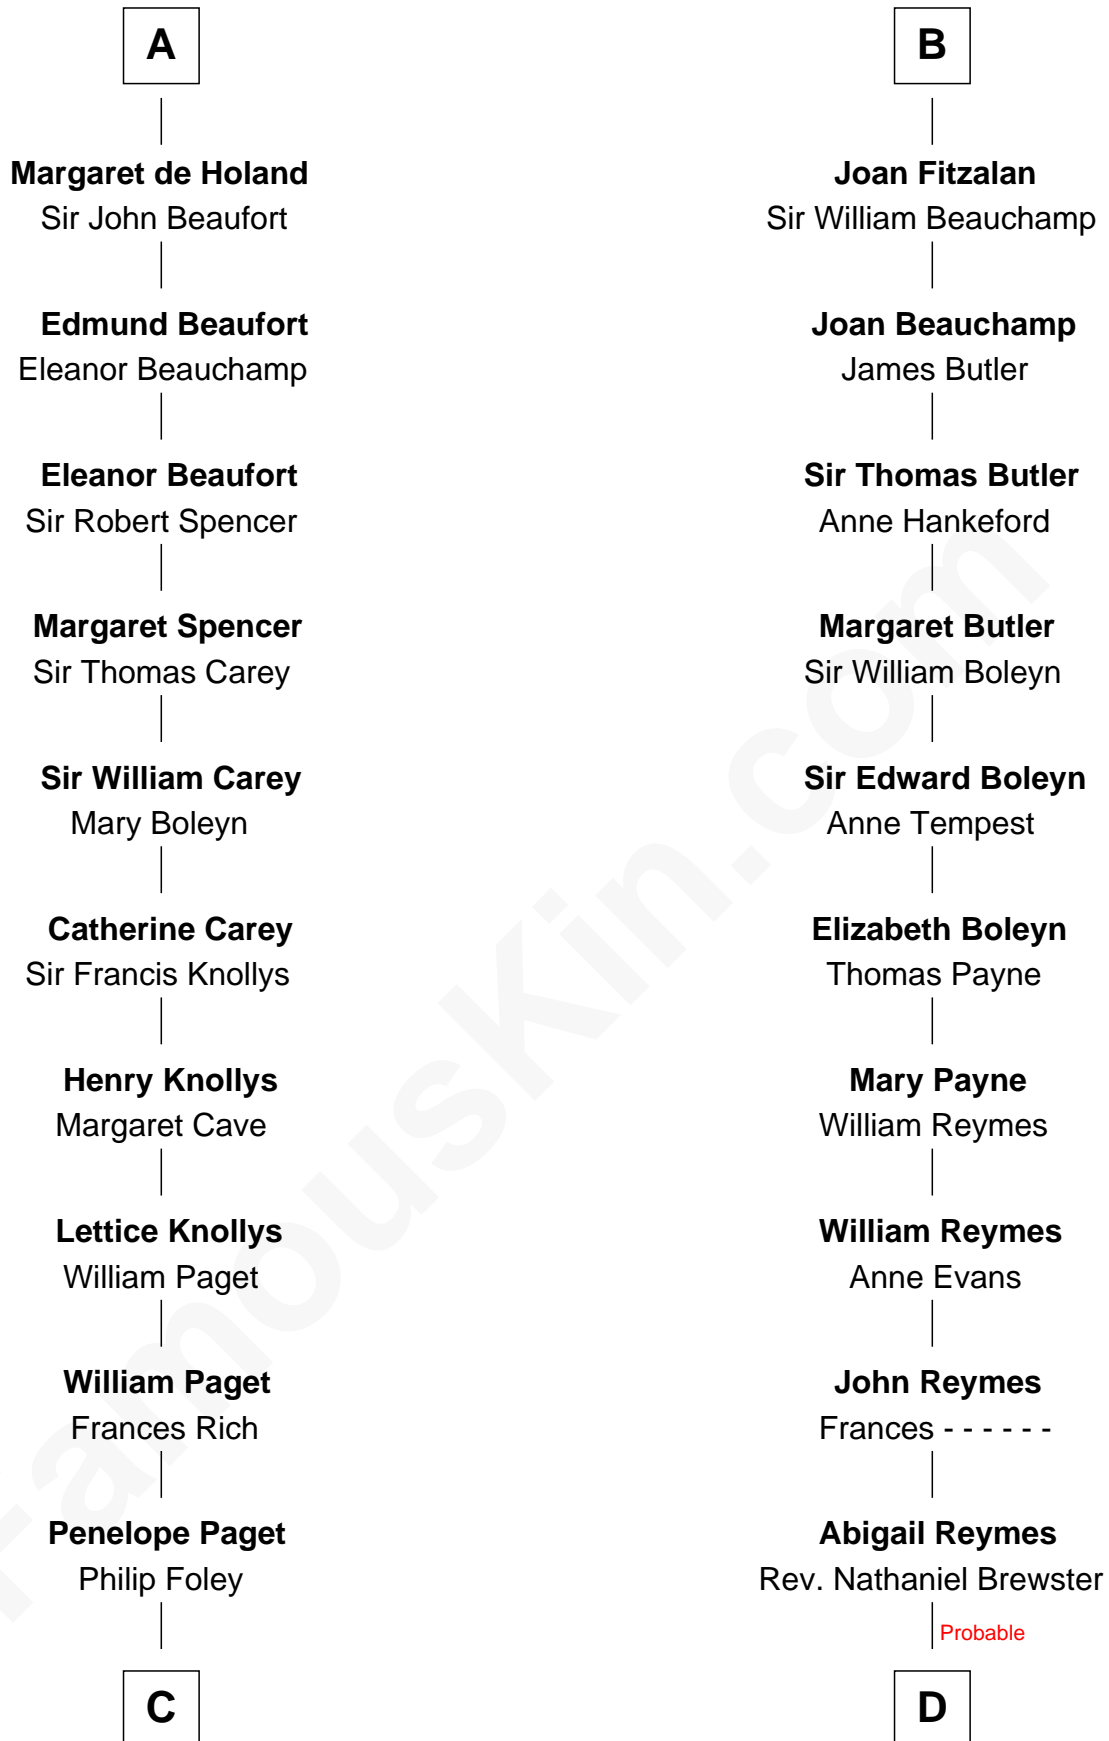 A
Margaret de Holand
Sir John Beaufort
Edmund Beaufort
Eleanor Beauchamp
Eleanor Beaufort
Sir Robert Spencer
Margaret Spencer
Sir Thomas Carey
Sir William Carey
Mary Boleyn
Catherine Carey
Sir Francis Knollys
Henry Knollys
Margaret Cave
Lettice Knollys
William Paget
William Paget
Frances Rich
Penelope Paget
Philip Foley
C
B
Joan Fitzalan
Sir William Beauchamp
Joan Beauchamp
James Butler
Sir Thomas Butler
Anne Hankeford
Margaret Butler
Sir William Boleyn
Sir Edward Boleyn
Anne Tempest
Elizabeth Boleyn
Thomas Payne
Mary Payne
William Reymes
William Reymes
Anne Evans
John Reymes
Frances - - - - - -
Abigail Reymes
Rev. Nathaniel Brewster
Probable
D
FamousKin.com